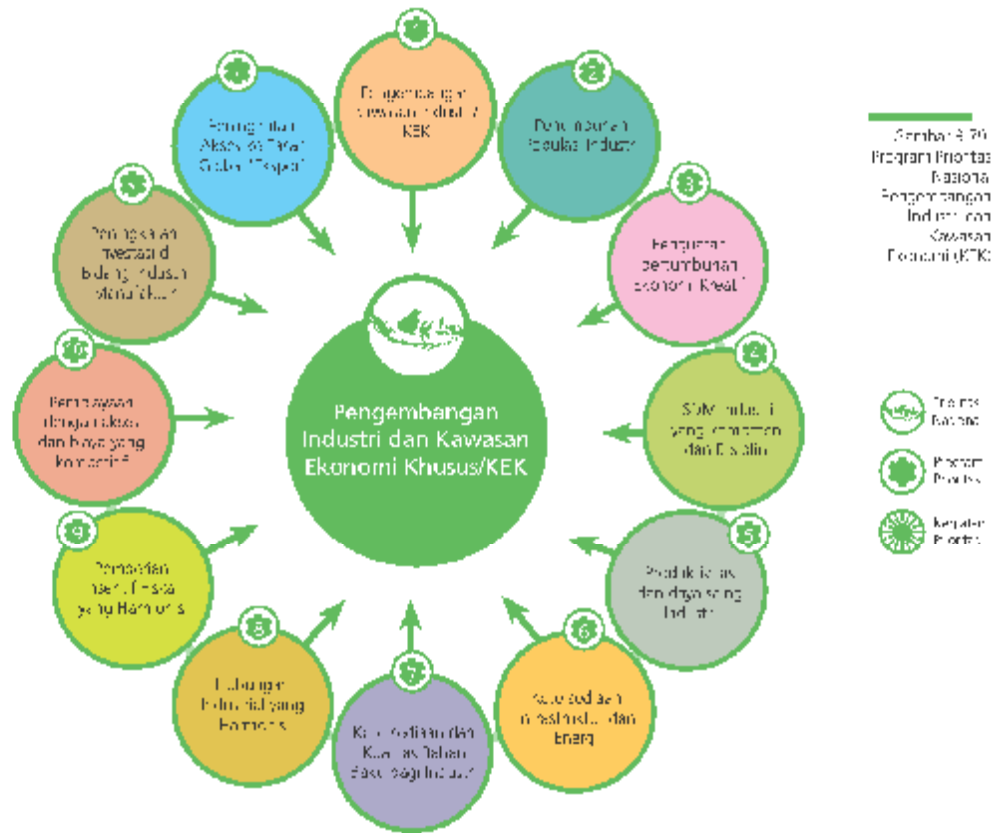 1
Pengembangan
Kawasan Industri/
KEK
2
Penumbuhan
Populasi Industri
3
Penguatan
pertumbuhan
Ekonomi Kreatif
4
SDM Industri
yang kompeten
dan Disiplin
5
Produktivitas
dan daya saing
Industri
6
Ketersediaan
Infrastruktur dan
Energi
7
Ketersediaan dan
Kualitas Bahan
Baku bagi Industri
8
Hubungan
Industrial yang
Harmonis
9
Pemberian
Insentif Fiskal
yang Harmonis
10
Pembiayaan
dengan akses
dan biaya yang
kompetitif
Peningkatan
Investasi di
Bidang Industri
Manufaktur
Peningkatan
Akses ke Pasar
Global (Ekspor)
Pengembangan
Industri dan Kawasan
Ekonomi Khusus/KEK
Gambar
Program Prioritas
Nasional
Pengembangan
Industri dan
Kawasan
Ekonomi (KEK)
Prioritas
Nasional
Program
Prioritas
Kegiatan
Prioritas